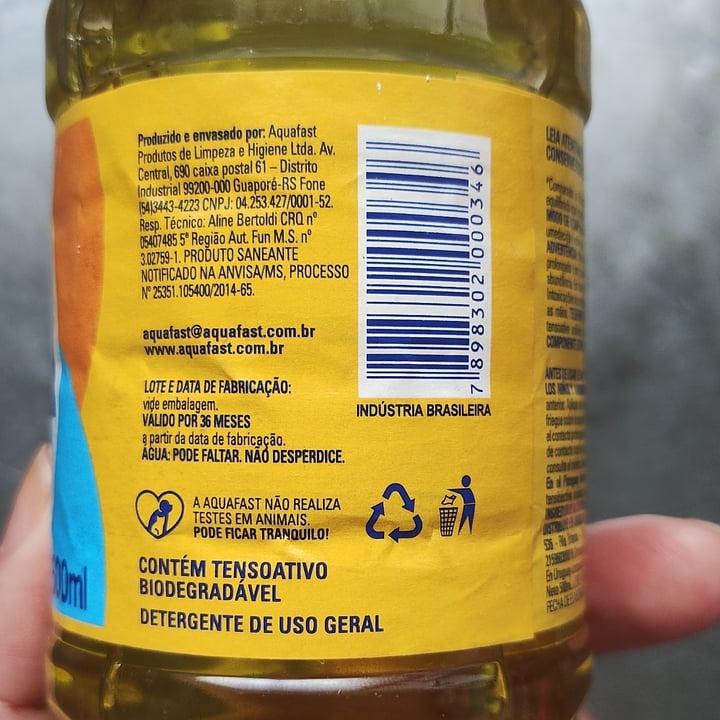 Produzido e envasado por: Aquafast
Produtos de Limpeza e Higiene Ltda. Av.
Central, 690 caixa postal 61 – Distrito
Industrial 99200-000 Guaporé-RS Fone
(54)3443-4223 CNPJ: 04.253.427/0001-52.
Resp. Técnico: Aline Bertoldi CRQ nº
05407485 5ª Região Aut. Fun M.S. nº
3.02759-1. PRODUTO SANEANTE
NOTIFICADO NA ANVISA/MS, PROCESSO
Nº 25351.105400/2014-65.
aquafast@aquafast.com.br
www.aquafast.com.br
LOTE E DATA DE FABRICAÇÃO:
vide embalagem.
VÁLIDO POR 36 MESES
a partir da data de fabricação.
ÁGUA: PODE FALTAR. NÃO DESPERDICE.
A AQUAFAST NÃO REALIZA
TESTES EM ANIMAIS.
PODE FICAR TRANQUILO!
CONTÉM TENSOATIVO
BIODEGRADÁVEL
DETERGENTE DE USO GERAL
7 898302 000346
INDÚSTRIA BRASILEIRA
00ml
LEIA